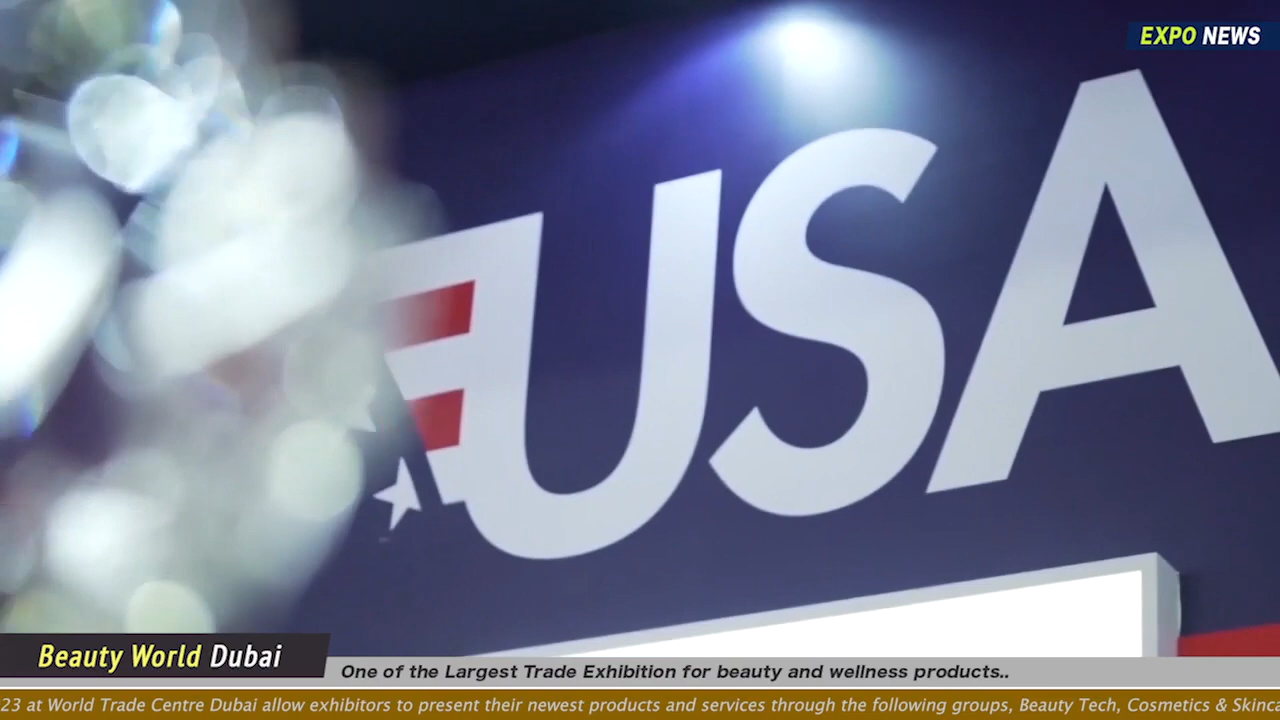 EXPO NEWS
USA
Beauty World Dubai
One of the Largest Trade Exhibition for beauty and wellness products..
23 at World Trade Centre Dubai allow exhibitors to present their newest products and services through the following groups, Beauty Tech, Cosmetics &